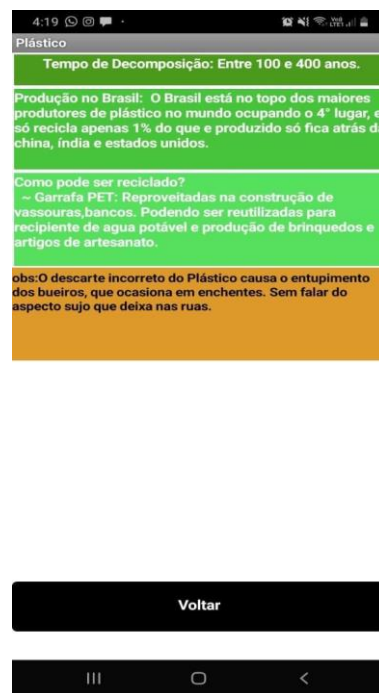 4:19
Plástico
Tempo de Decomposição: Entre 100 e 400 anos.
Produção no Brasil: O Brasil está no topo dos maiores
produtores de plástico no mundo ocupando o 4° lugar, e
só recicla apenas 1% do que e produzido só fica atrás d
china, índia e estados unidos.
Como pode ser reciclado?
~ Garrafa PET: Reproveitadas na construção de
vassouras,bancos. Podendo ser reutilizadas para
recipiente de agua potável e produção de brinquedos e
artigos de artesanato.
obs:O descarte incorreto do Plástico causa o entupimento
dos bueiros, que ocasiona em enchentes. Sem falar do
aspecto sujo que deixa nas ruas.
Voltar